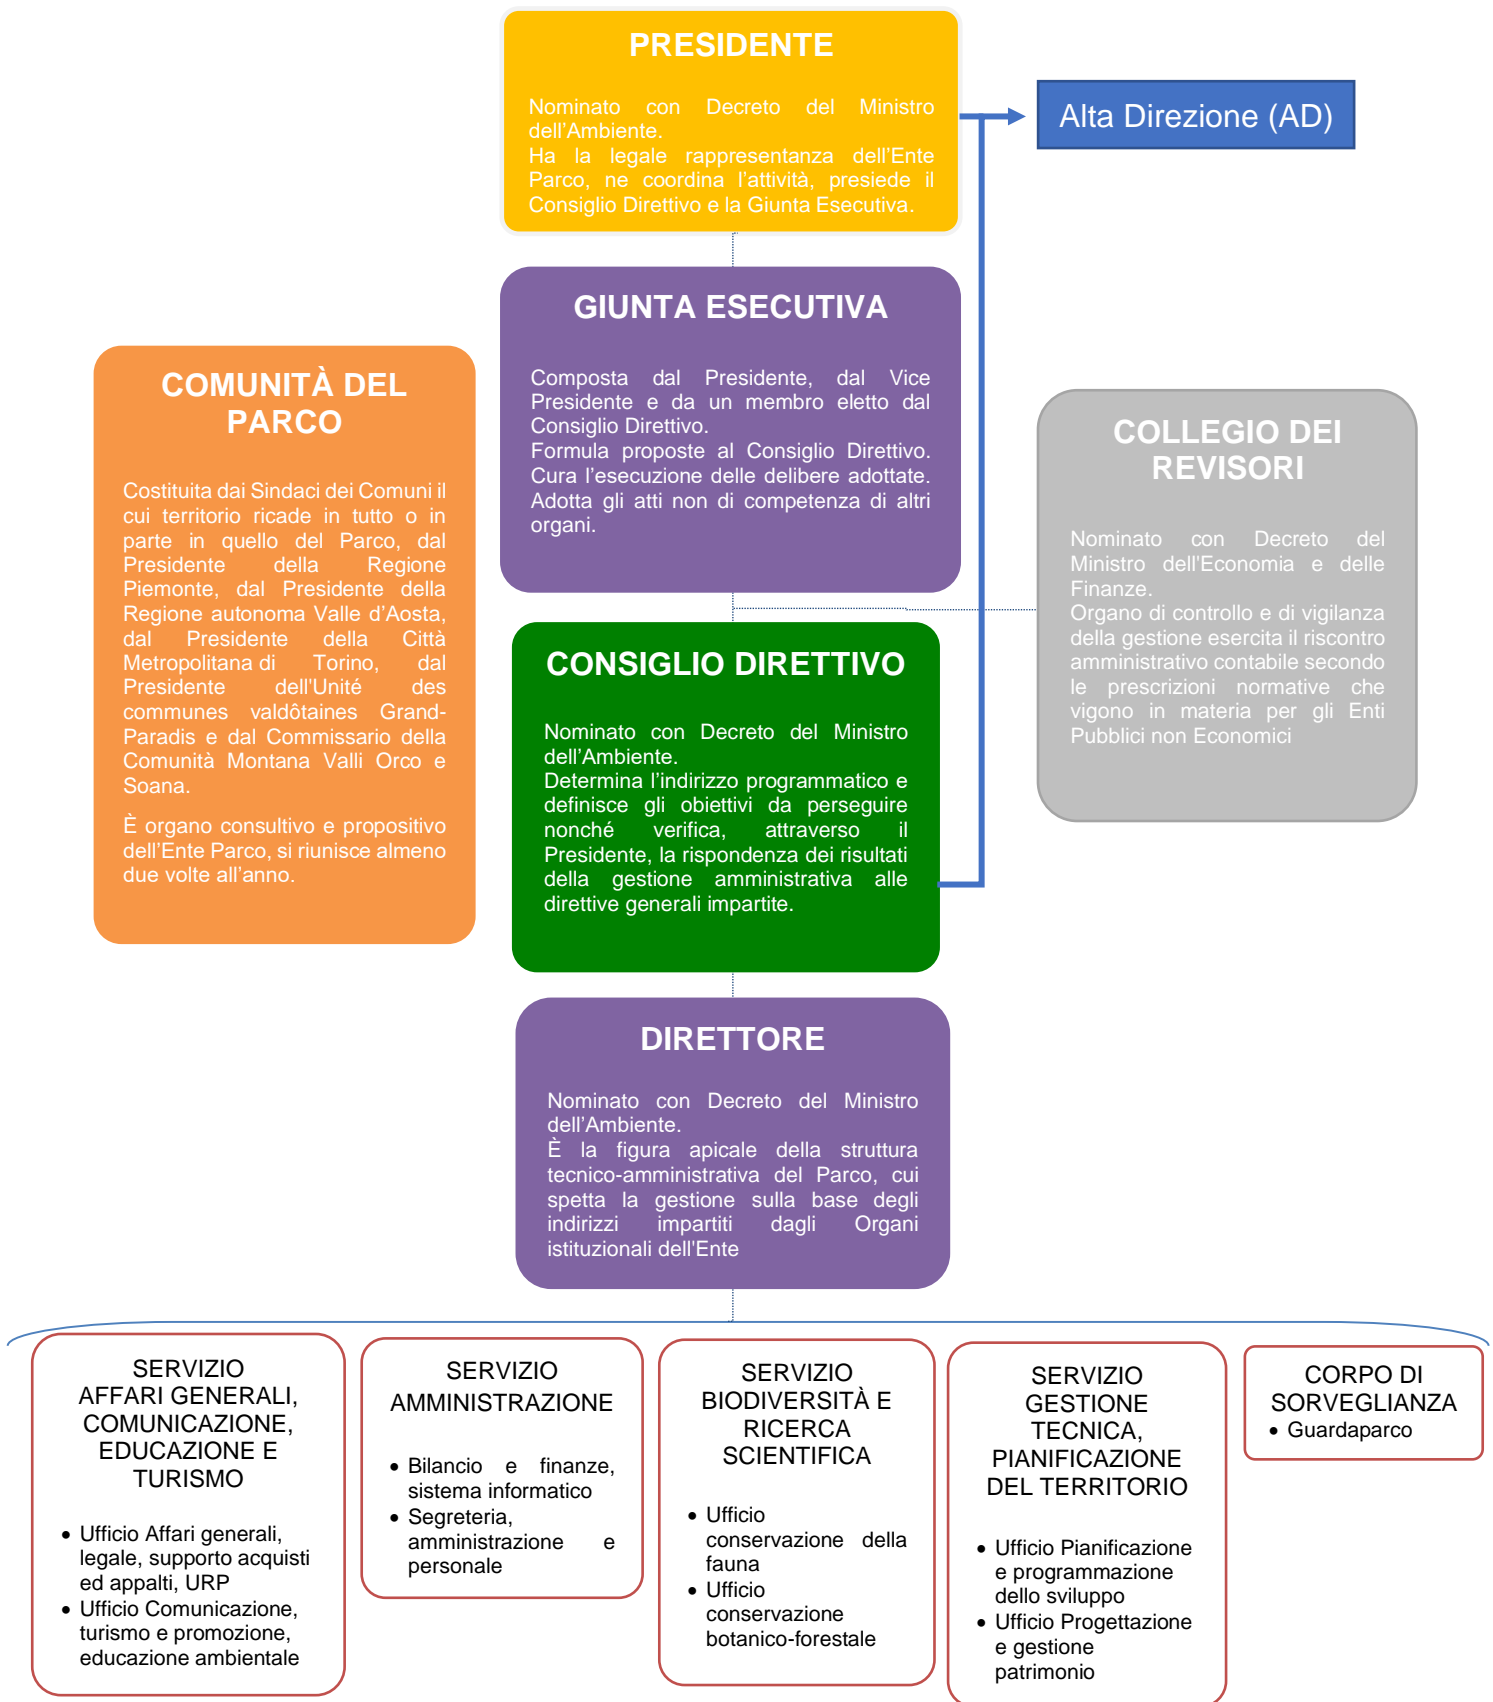 PRESIDENTE
Nominato con Decreto del Ministro
dell’Ambiente.
Ha la legale rappresentanza dell’Ente
Parco, ne coordina l’attività, presiede il
Consiglio Direttivo e la Giunta Esecutiva.
Alta Direzione (AD)
GIUNTA ESECUTIVA
Composta dal Presidente, dal Vice
Presidente e da un membro eletto dal
Consiglio Direttivo.
Formula proposte al Consiglio Direttivo.
Cura l’esecuzione delle delibere adottate.
Adotta gli atti non di competenza di altri
organi.
COMUNITÀ DEL
PARCO
Costituita dai Sindaci dei Comuni il
cui territorio ricade in tutto o in
parte in quello del Parco, dal
Presidente della Regione
Piemonte, dal Presidente della
Regione autonoma Valle d’Aosta,
dal Presidente della Città
Metropolitana di Torino, dal
Presidente dell'Unité des
communes valdôtaines Grand-
Paradis e dal Commissario della
Comunità Montana Valli Orco e
Soana.
È organo consultivo e propositivo
dell’Ente Parco, si riunisce almeno
due volte all’anno.
COLLEGIO DEI
REVISORI
Nominato con Decreto del
Ministro dell’Economia e delle
Finanze.
Organo di controllo e di vigilanza
della gestione esercita il riscontro
amministrativo contabile secondo
le prescrizioni normative che
vigono in materia per gli Enti
Pubblici non Economici
CONSIGLIO DIRETTIVO
Nominato con Decreto del Ministro
dell’Ambiente.
Determina l’indirizzo programmatico e
definisce gli obiettivi da perseguire
nonché verifica, attraverso il
Presidente, la rispondenza dei risultati
della gestione amministrativa alle
direttive generali impartite.
DIRETTORE
Nominato con Decreto del Ministro
dell’Ambiente.
È la figura apicale della struttura
tecnico-amministrativa del Parco, cui
spetta la gestione sulla base degli
indirizzi impartiti dagli Organi
istituzionali dell'Ente
SERVIZIO
AFFARI GENERALI,
COMUNICAZIONE,
EDUCAZIONE E
TURISMO
• Ufficio Affari generali,
legale, supporto acquisti
ed appalti, URP
• Ufficio Comunicazione,
turismo e promozione,
educazione ambientale
SERVIZIO
AMMINISTRAZIONE
• Bilancio e finanze,
sistema informatico
• Segreteria,
amministrazione e
personale
SERVIZIO
BIODIVERSITÀ E
RICERCA
SCIENTIFICA
• Ufficio
conservazione della
fauna
• Ufficio
conservazione
botanico-forestale
SERVIZIO
GESTIONE
TECNICA,
PIANIFICAZIONE
DEL TERRITORIO
• Ufficio Pianificazione
e programmazione
dello sviluppo
• Ufficio Progettazione
e gestione
patrimonio
CORPO DI
SORVEGLIANZA
• Guardaparco